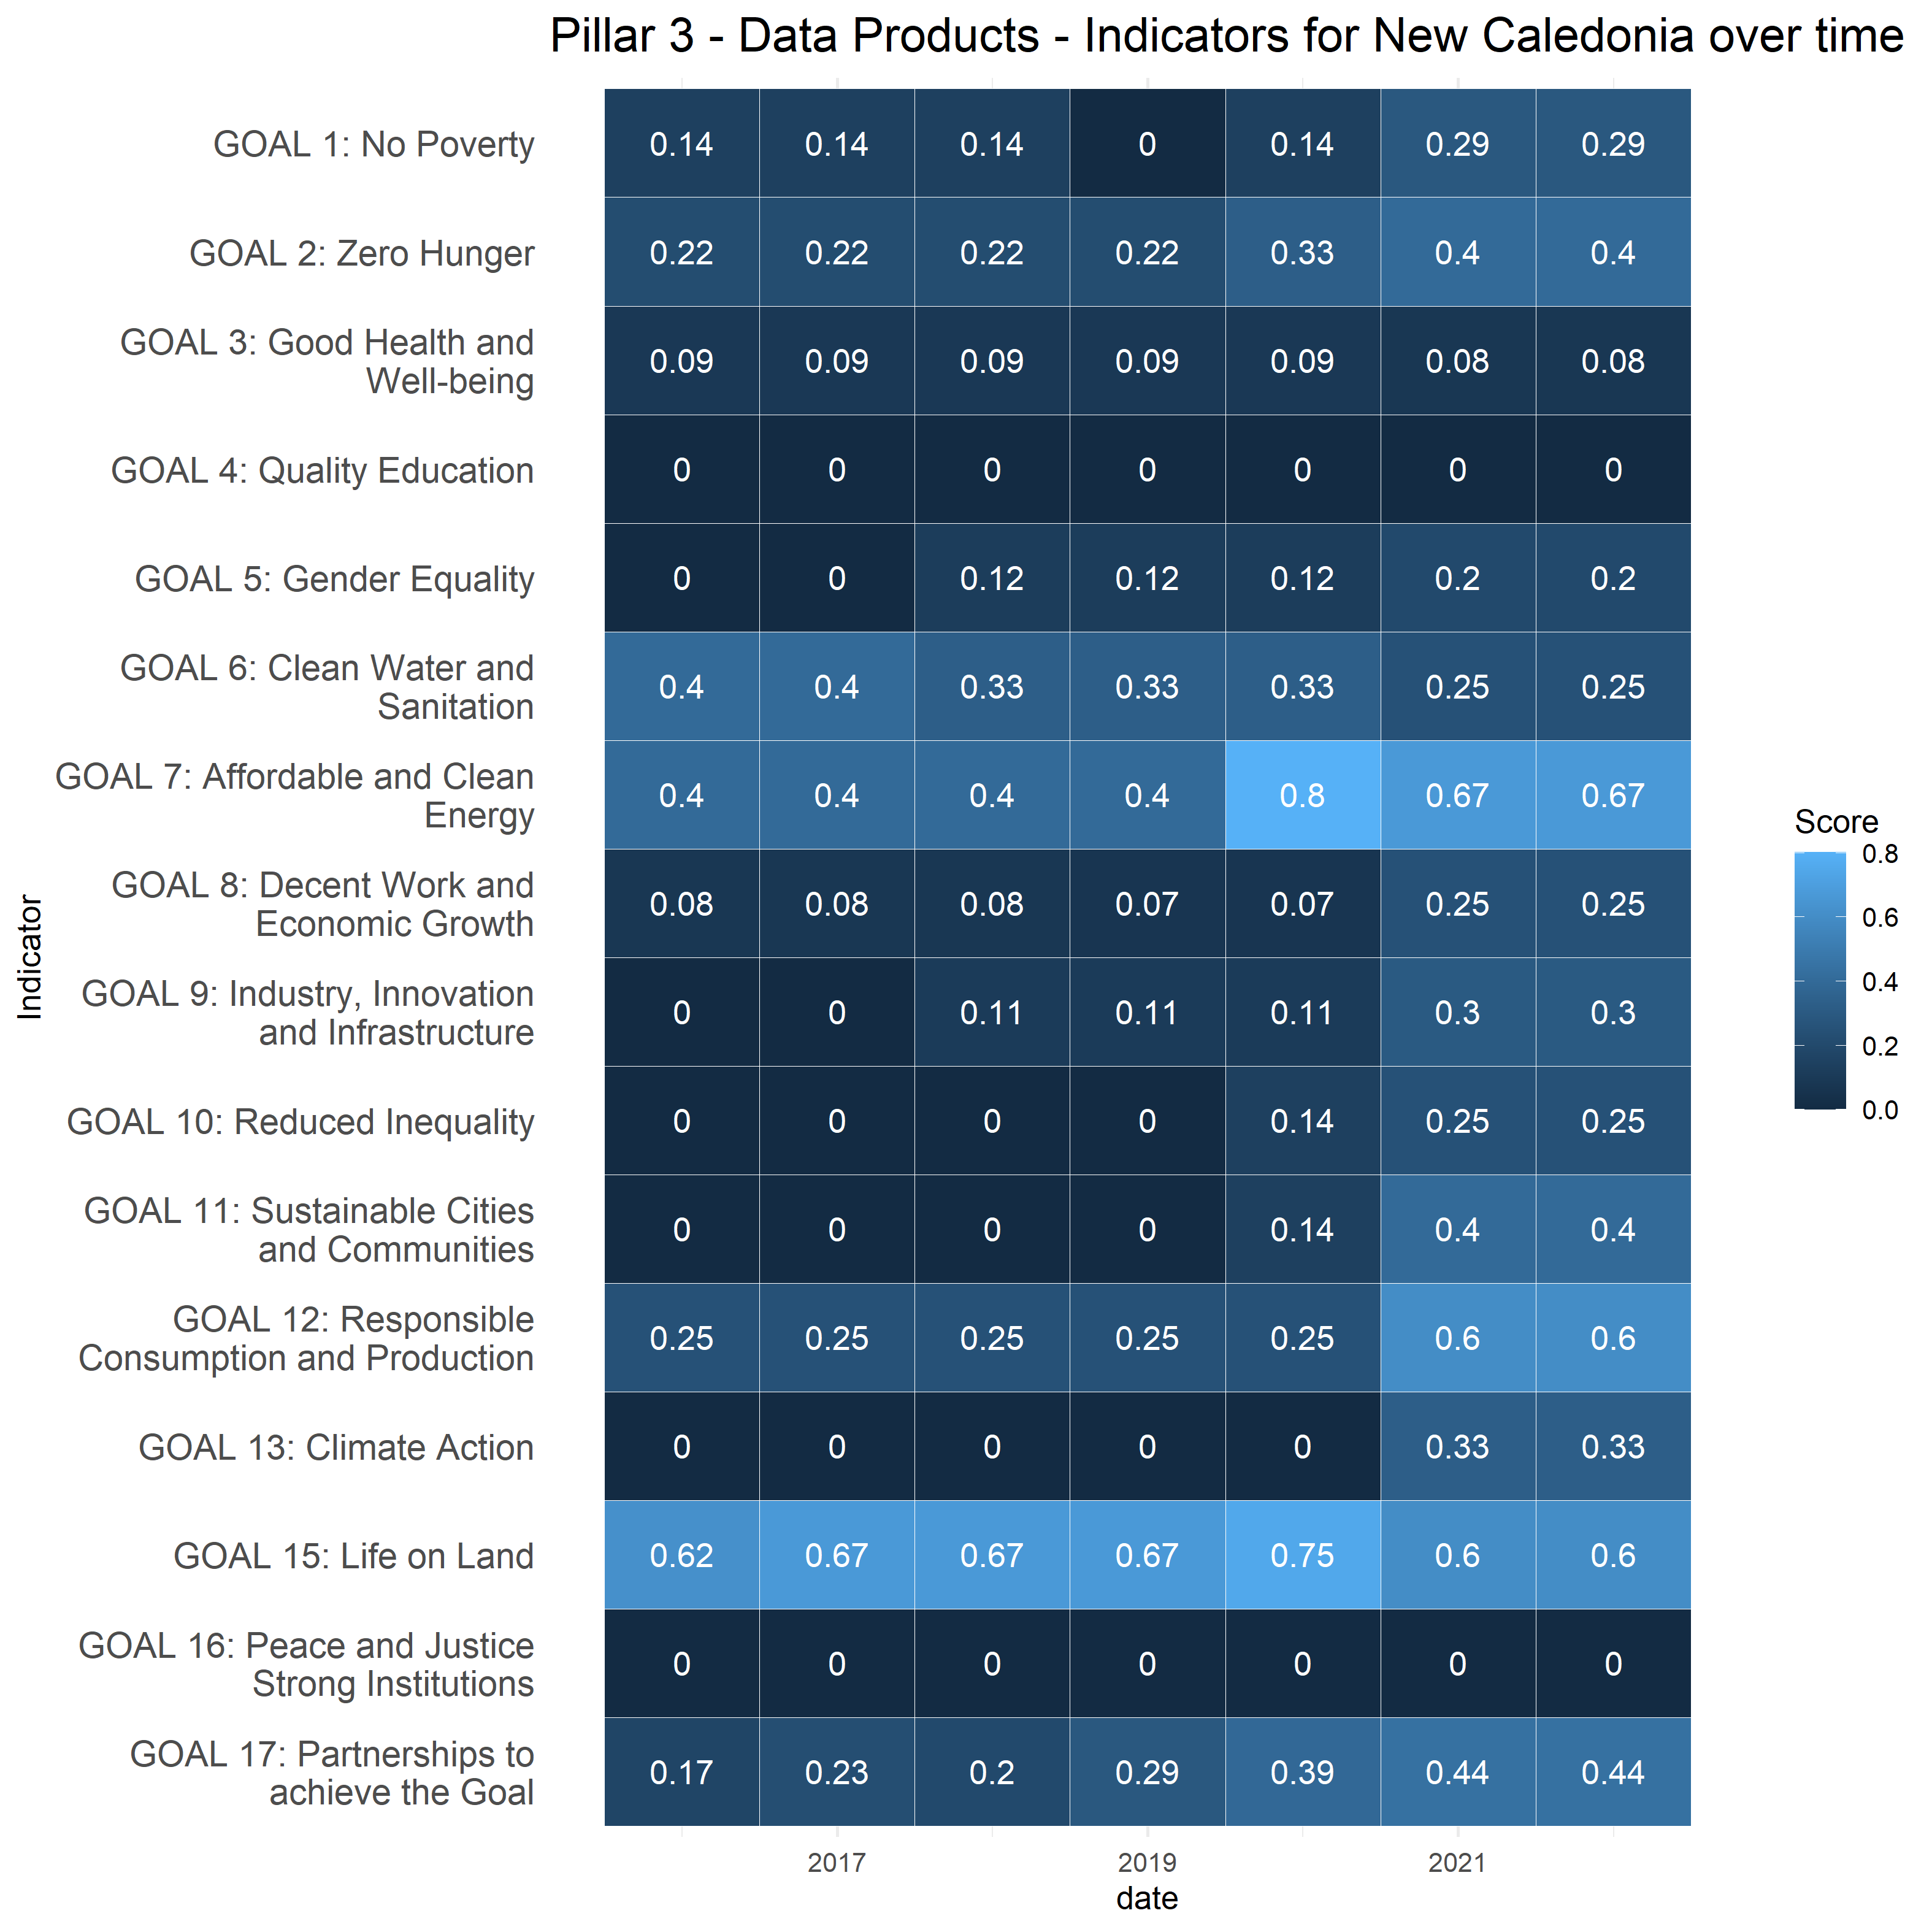 Pillar 3 - Data Products - Indicators for New Caledonia over time
GOAL 1: No Poverty
0.14 0.14 0.14 0 0.14 0.29 0.29
GOAL 2: Zero Hunger
0.22 0.22 0.22 0.22 0.33 0.4 0.4
GOAL 3: Good Health and
Well-being
0.09 0.09 0.09 0.09 0.09 0.08 0.08
GOAL 4: Quality Education
0 0 0 0 0 0 0
GOAL 5: Gender Equality
0 0 0.12 0.12 0.12 0.2 0.2
GOAL 6: Clean Water and
Sanitation
0.4 0.4 0.33 0.33 0.33 0.25 0.25
GOAL 7: Affordable and Clean
Energy
0.4 0.4 0.4 0.4 0.8 0.67 0.67
GOAL 8: Decent Work and
Economic Growth
0.08 0.08 0.08 0.07 0.07 0.25 0.25
GOAL 9: Industry, Innovation
and Infrastructure
0 0 0.11 0.11 0.11 0.3 0.3
GOAL 10: Reduced Inequality
0 0 0 0 0.14 0.25 0.25
GOAL 11: Sustainable Cities
and Communities
0 0 0 0 0.14 0.4 0.4
GOAL 12: Responsible
Consumption and Production
0.25 0.25 0.25 0.25 0.25 0.6 0.6
GOAL 13: Climate Action
0 0 0 0 0 0.33 0.33
GOAL 15: Life on Land
0.62 0.67 0.67 0.67 0.75 0.6 0.6
GOAL 16: Peace and Justice
Strong Institutions
0 0 0 0 0 0 0
GOAL 17: Partnerships to
achieve the Goal
0.17 0.23 0.2 0.29 0.39 0.44 0.44
2017 2019 2021
date
Indicator
Score
0.8
0.6
0.4
0.2
0.0